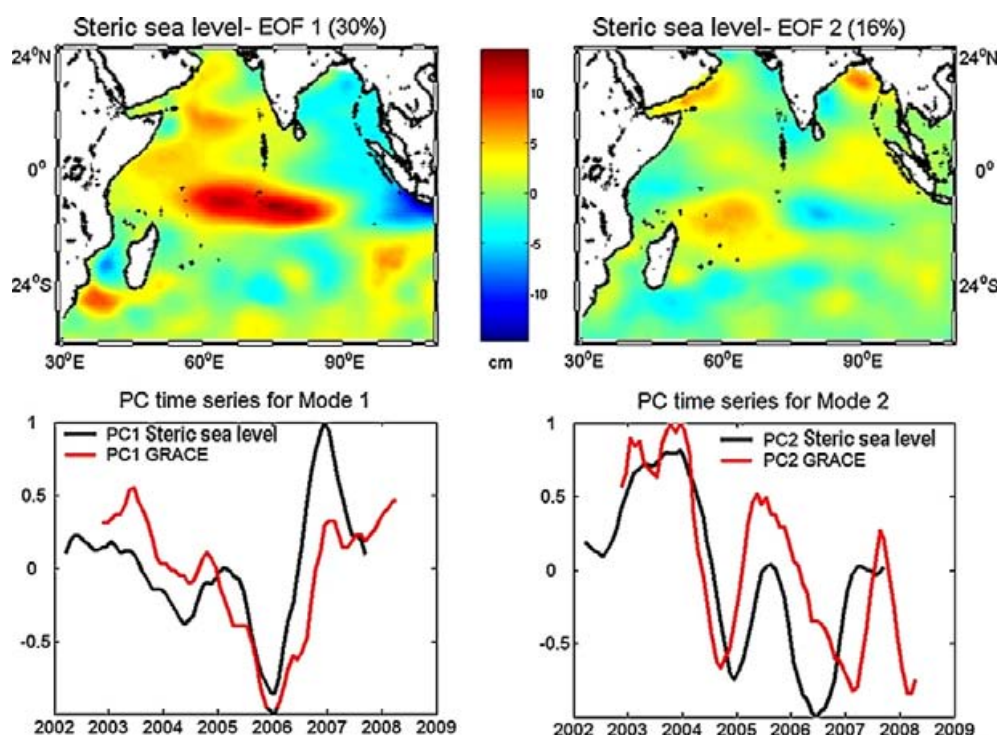 Steric sea level- EOF 1 (30%)
Steric sea level- EOF 2 (16%)
24°N
0°
24°S
30°E
60°E
90°E
10
5
0
-5
-10
cm
24°N
0°
24°S
30°E
60°E
90°E
PC time series for Mode 1
PC1 Steric sea level
PC1 GRACE
1
0.5
0
-0.5
2002 2003 2004 2005 2006 2007 2008 2009
PC time series for Mode 2
PC2 Steric sea level
PC2 GRACE
1
0.5
0
-0.5
2002 2003 2004 2005 2006 2007 2008 2009